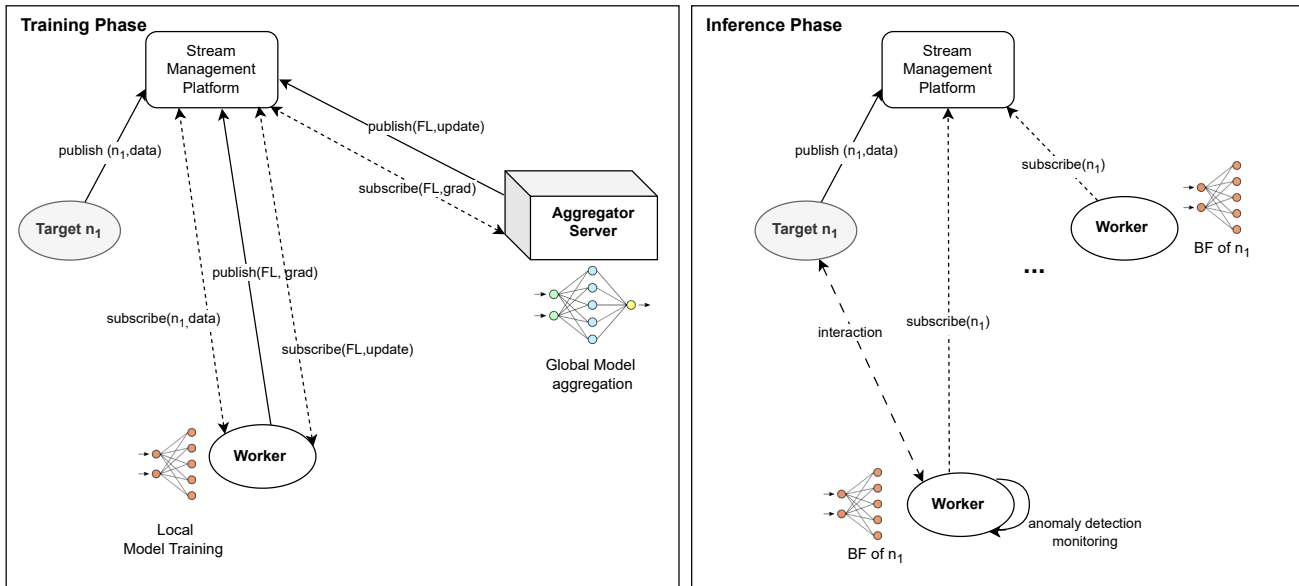 Training Phase
Stream
Management
Platform
publish(FL,update)
publish (n₁,data)
subscribe(FL,grad)
Target n₁
Aggregator
Server
publish(FL, grad)
subscribe(n₁,data)
subscribe(FL,update)
Global Model
aggregation
Worker
Local
Model Training
Inference Phase
Stream
Management
Platform
publish (n₁,data)
subscribe(n₁)
Target n₁
Worker
BF of n₁
...
interaction
subscribe(n₁)
Worker
anomaly detection
monitoring
BF of n₁